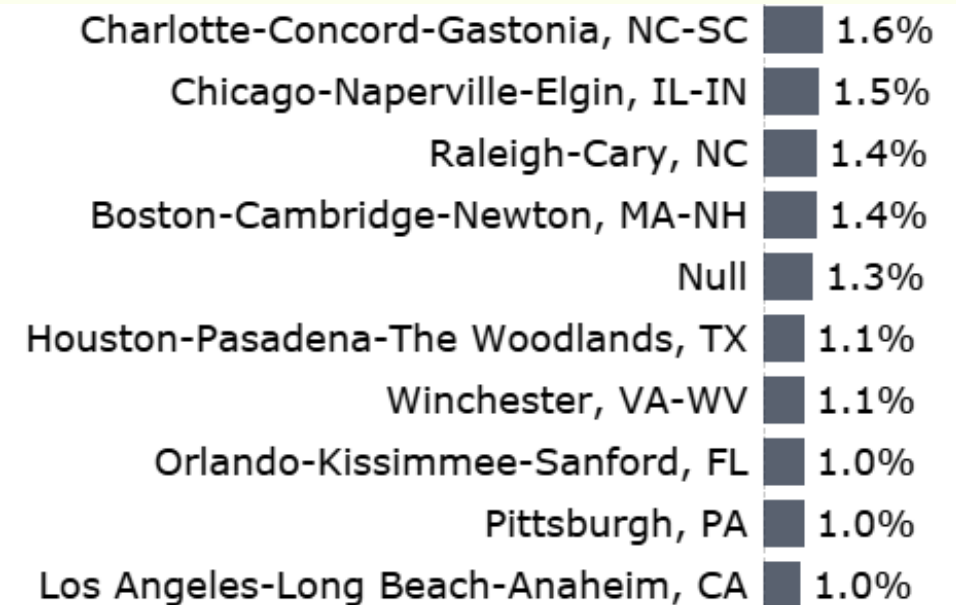 Charlotte-Concord-Gastonia, NC-SC 1.6%
Chicago-Naperville-Elgin, IL-IN 1.5%
Raleigh-Cary, NC 1.4%
Boston-Cambridge-Newton, MA-NH 1.4%
Null 1.3%
Houston-Pasadena-The Woodlands, TX 1.1%
Winchester, VA-WV 1.1%
Orlando-Kissimmee-Sanford, FL 1.0%
Pittsburgh, PA 1.0%
Los Angeles-Long Beach-Anaheim, CA 1.0%